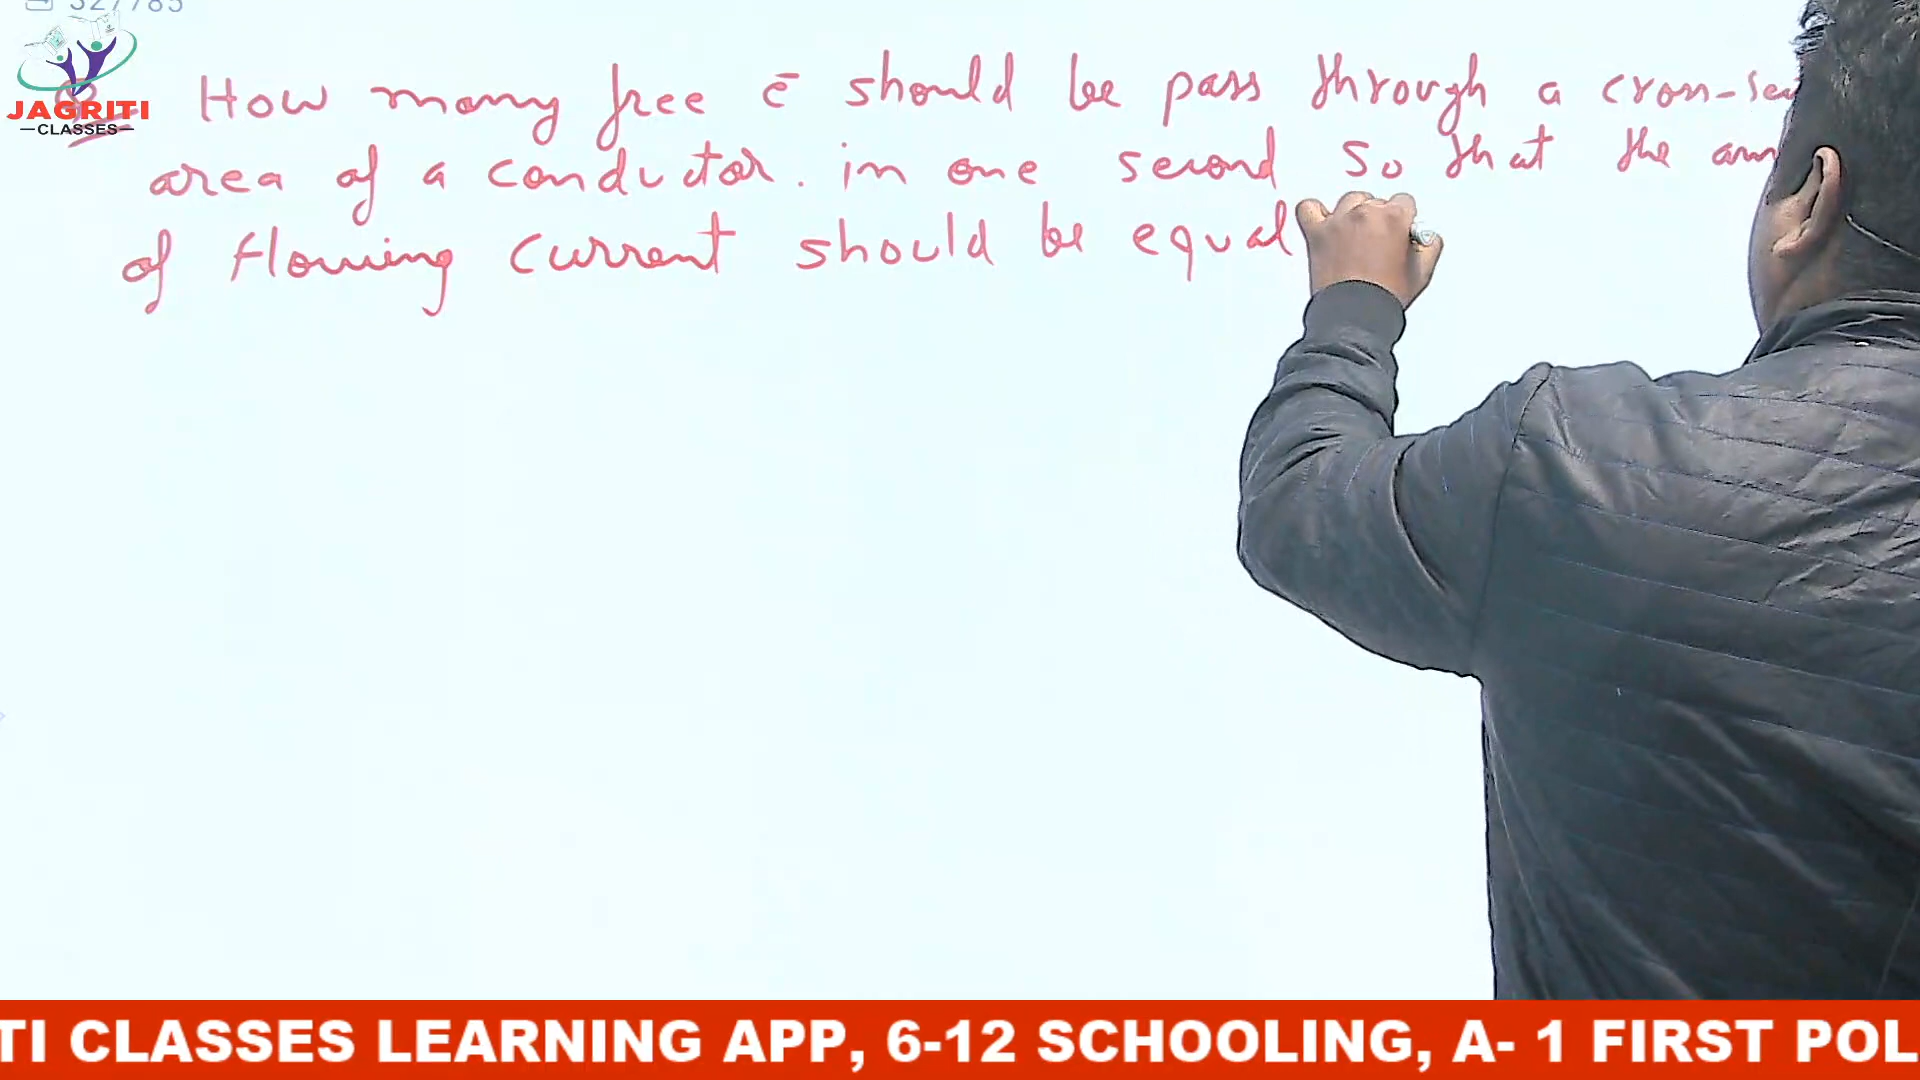 327785
JAGRITI
CLASSES
Q. How many free e̅ should be pass through a cross-sec
area of a conductor. in one second so that the am
of flowing current should be equal
TI CLASSES LEARNING APP, 6-12 SCHOOLING, A- 1 FIRST POL